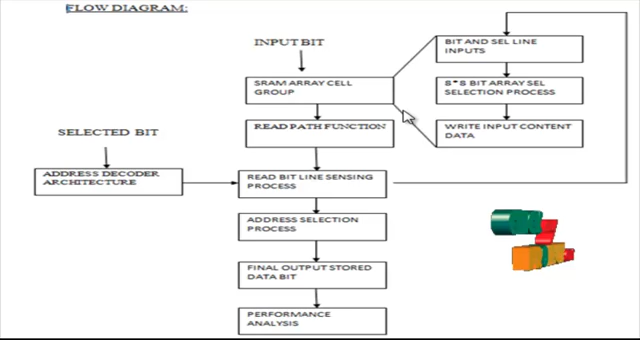 FLOW DIAGRAM:
INPUT BIT
BIT AND SEL LINE
INPUTS
SRAM ARRAY CELL
GROUP
8*8 BIT ARRAY SEL
SELECTION PROCESS
READ PATH FUNCTION
WRITE INPUT CONTENT
DATA
SELECTED BIT
ADDRESS DECODER
ARCHITECTURE
READ BIT LINE SENSING
PROCESS
ADDRESS SELECTION
PROCESS
FINAL OUTPUT STORED
DATA BIT
PERFORMANCE
ANALYSIS